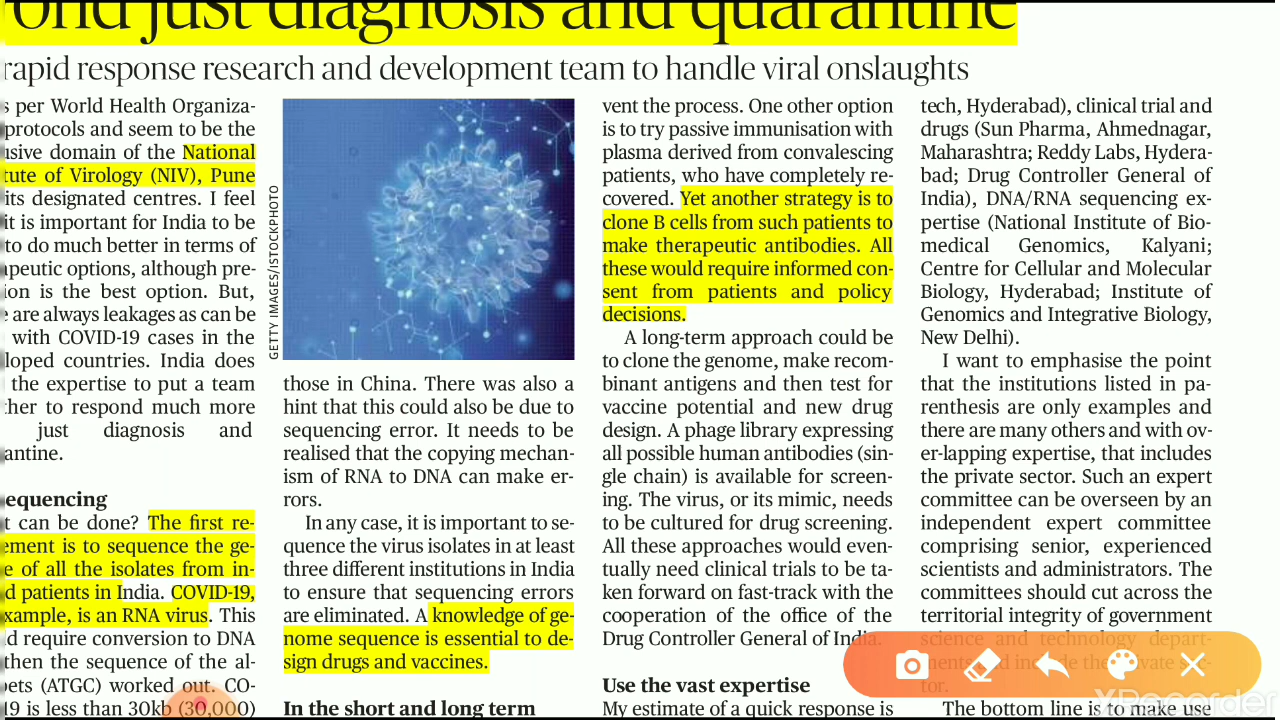 ond just diagnosis and quarantine
rapid response research and development team to handle viral onslaughts
s per World Health Organiza-
protocols and seem to be the
usive domain of the National
tute of Virology (NIV), Pune
its designated centres. I feel
it is important for India to be
to do much better in terms of
apeutic options, although pre-
ion is the best option. But,
are always leakages as can be
with COVID-19 cases in the
loped countries. India does
the expertise to put a team
her to respond much more
just diagnosis and
antine.
equencing
t can be done? The first re-
ement is to sequence the ge-
e of all the isolates from in-
d patients in India. COVID-19,
xample, is an RNA virus. This
d require conversion to DNA
then the sequence of the al-
ets (ATGC) worked out. CO-
19 is less than 30kb (30,000)
GETTY IMAGES/ISTOCKPHOTO
those in China. There was also a
hint that this could also be due to
sequencing error. It needs to be
realised that the copying mechan-
ism of RNA to DNA can make er-
rors.
In any case, it is important to se-
quence the virus isolates in at least
three different institutions in India
to ensure that sequencing errors
are eliminated. A knowledge of ge-
nome sequence is essential to de-
sign drugs and vaccines.
In the short and long term
vent the process. One other option
is to try passive immunisation with
plasma derived from convalescing
patients, who have completely re-
covered. Yet another strategy is to
clone B cells from such patients to
make therapeutic antibodies. All
these would require informed con-
sent from patients and policy
decisions.
A long-term approach could be
to clone the genome, make recom-
binant antigens and then test for
vaccine potential and new drug
design. A phage library expressing
all possible human antibodies (sin-
gle chain) is available for screen-
ing. The virus, or its mimic, needs
to be cultured for drug screening.
All these approaches would even-
tually need clinical trials to be ta-
ken forward on fast-track with the
cooperation of the office of the
Drug Controller General of India.
Use the vast expertise
My estimate of a quick response is
tech, Hyderabad), clinical trial and
drugs (Sun Pharma, Ahmednagar,
Maharashtra; Reddy Labs, Hydera-
bad; Drug Controller General of
India), DNA/RNA sequencing ex-
pertise (National Institute of Bio-
medical Genomics, Kalyani;
Centre for Cellular and Molecular
Biology, Hyderabad; Institute of
Genomics and Integrative Biology,
New Delhi).
I want to emphasise the point
that the institutions listed in pa-
renthesis are only examples and
there are many others and with ov-
er-lapping expertise, that includes
the private sector. Such an expert
committee can be overseen by an
independent expert committee
comprising senior, experienced
scientists and administrators. The
committees should cut across the
territorial integrity of government
science and technology depart-
ments and include the private sec-
tor.
The bottom line is to make use
XRecorder